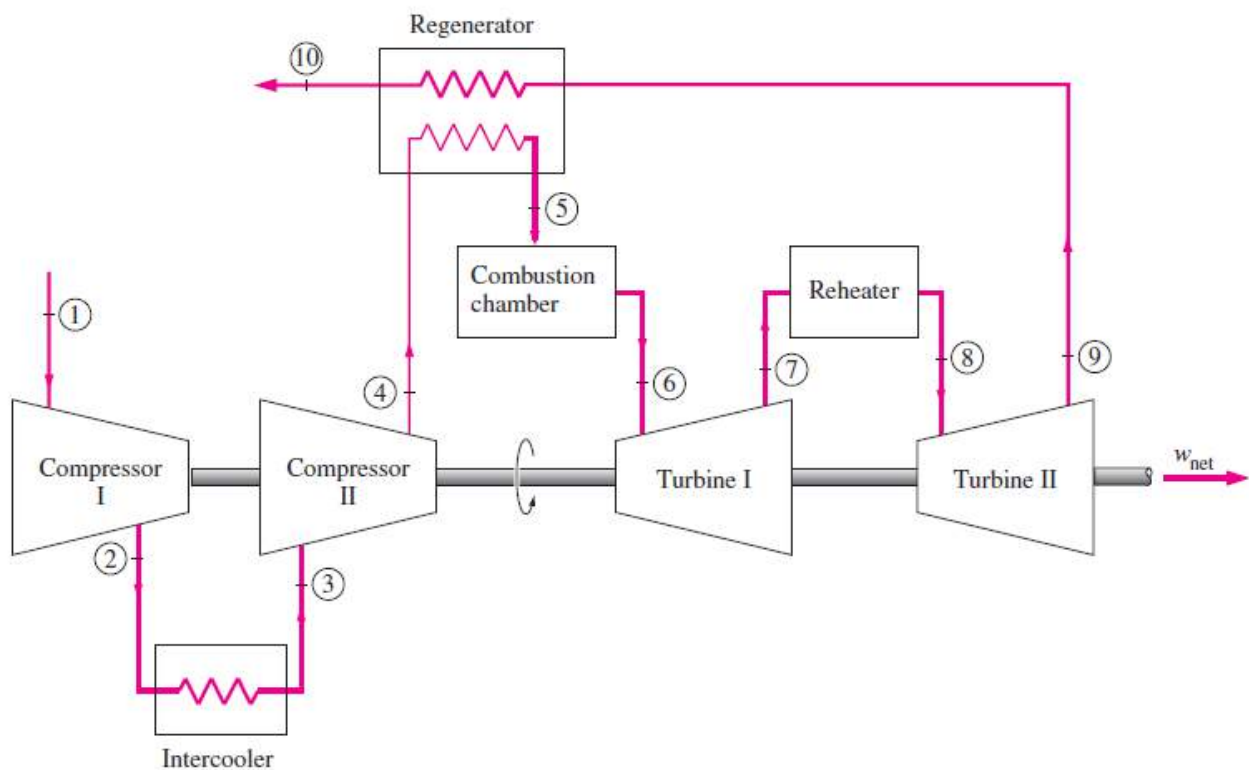 Regenerator
10
5
Combustion
chamber
Reheater
1
4
6
7
8
9
Compressor
I
Compressor
II
Turbine I
Turbine II
w_net
2
3
Intercooler